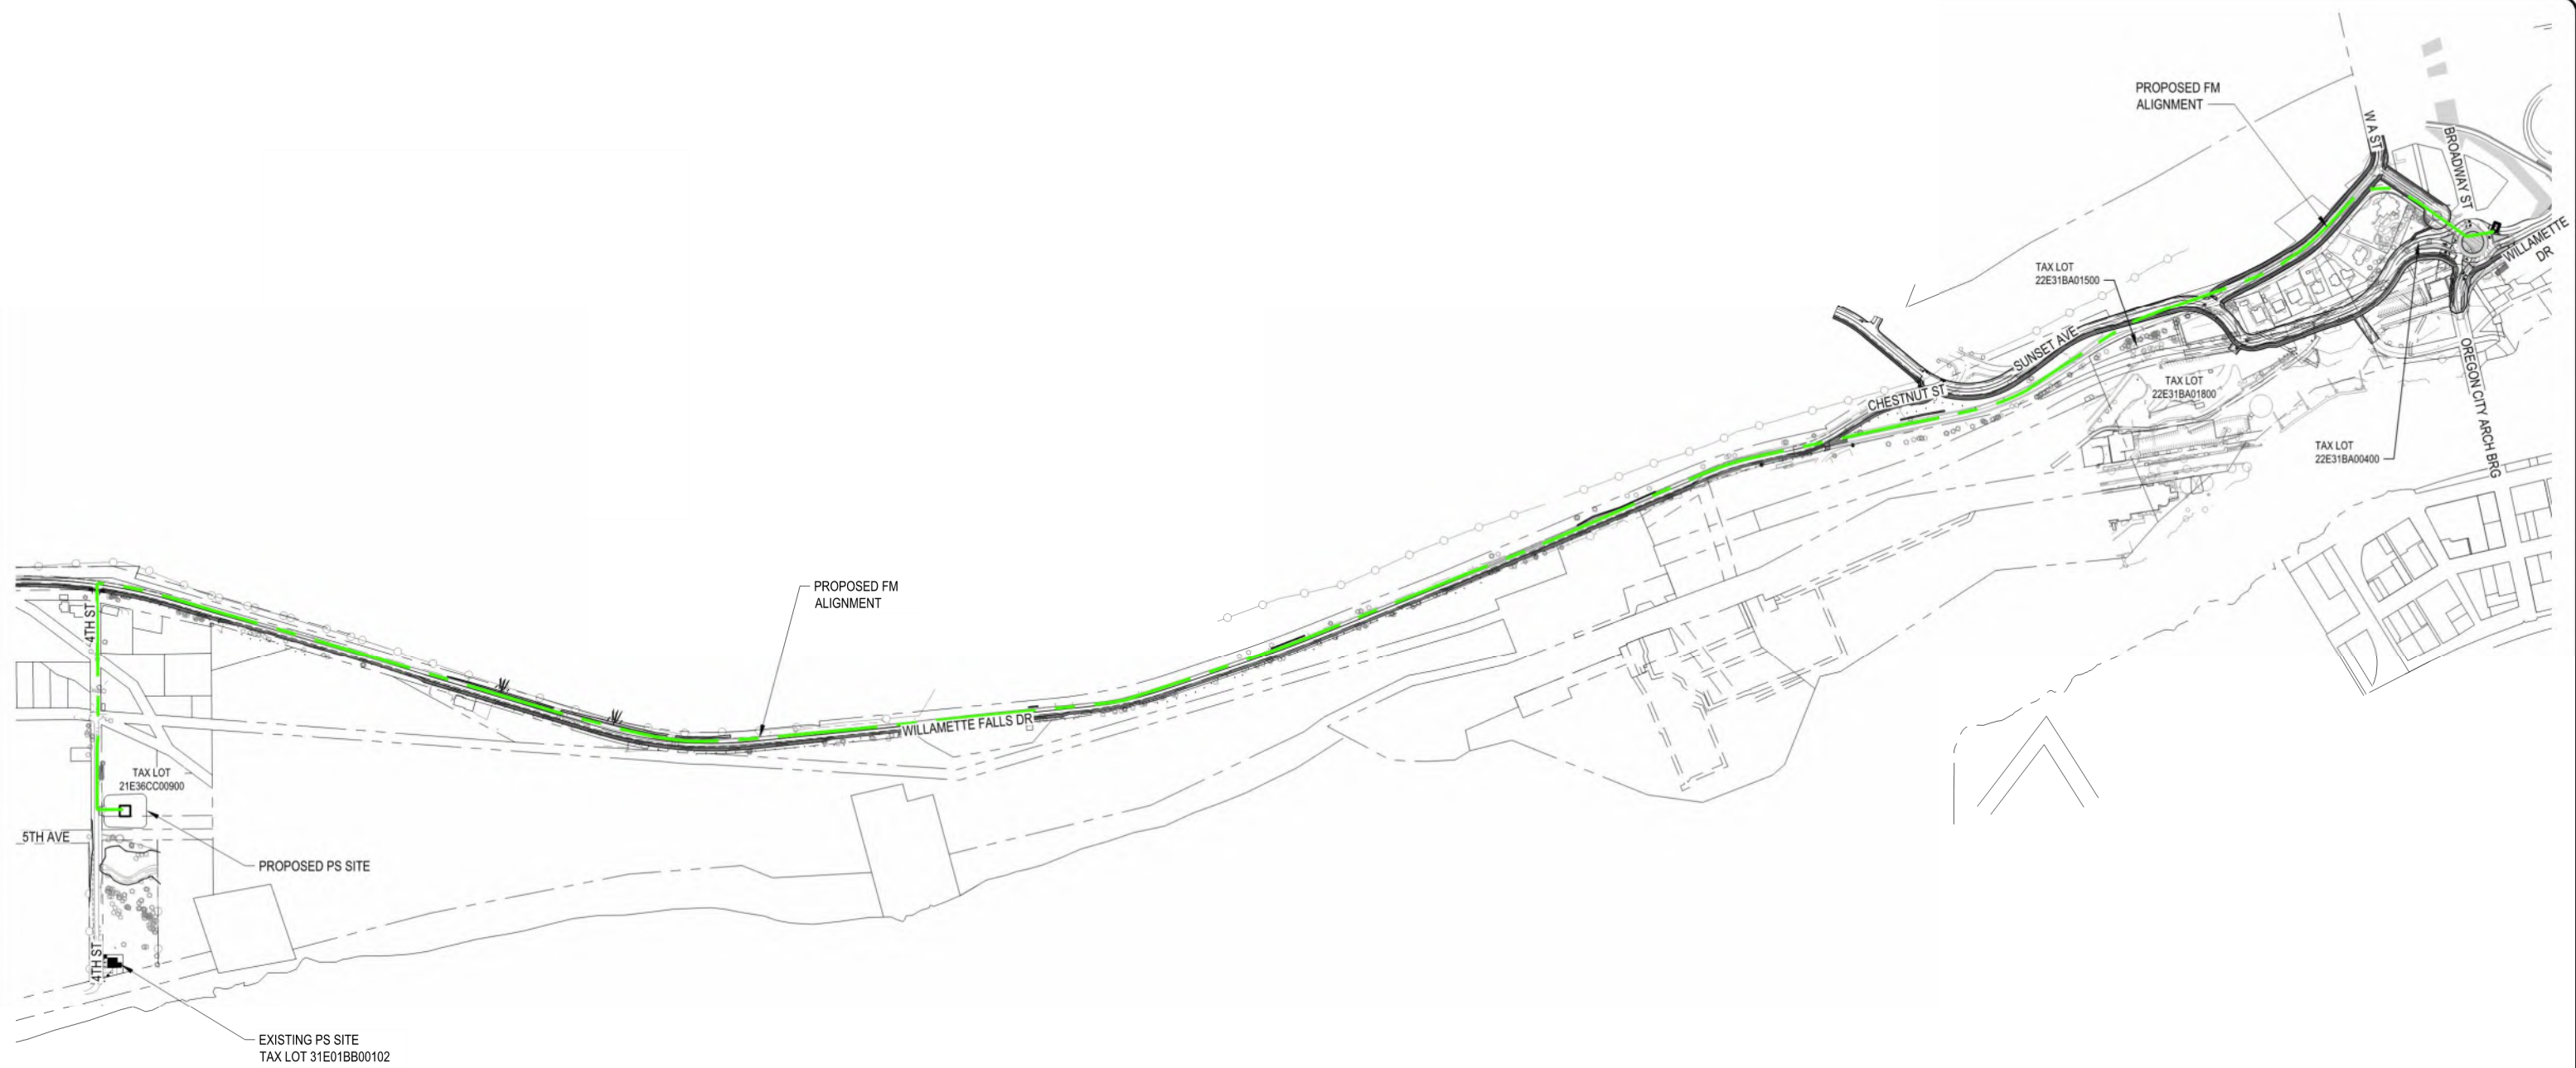 PROPOSED FM
ALIGNMENT
W A ST
BROADWAY ST
WILLAMETTE
DR
TAX LOT
22E31BA01500
SUNSET AVE
CHESTNUT ST
TAX LOT
22E31BA01800
OREGON CITY ARCH BRG
TAX LOT
22E31BA00400
PROPOSED FM
ALIGNMENT
4TH ST
WILLAMETTE FALLS DR
TAX LOT
21E36CC00900
5TH AVE
PROPOSED PS SITE
4TH ST
EXISTING PS SITE
TAX LOT 31E01BB00102